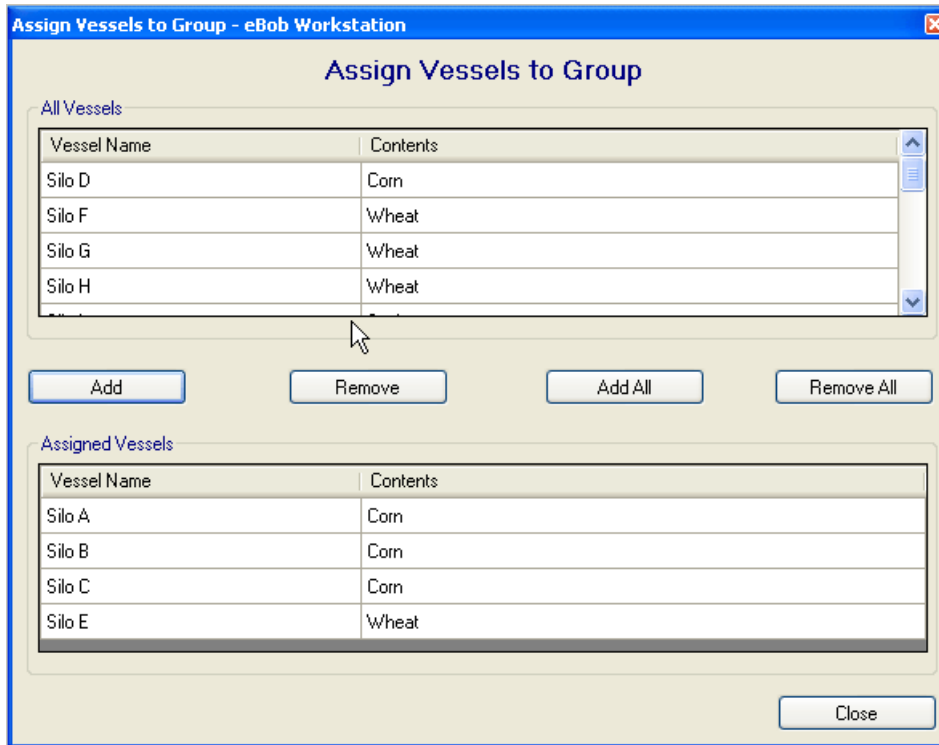 Assign Vessels to Group - eBob Workstation
Assign Vessels to Group
All Vessels
Vessel Name Contents
Silo D Corn
Silo F Wheat
Silo G Wheat
Silo H Wheat
Add Remove Add All Remove All
Assigned Vessels
Vessel Name Contents
Silo A Corn
Silo B Corn
Silo C Corn
Silo E Wheat
Close